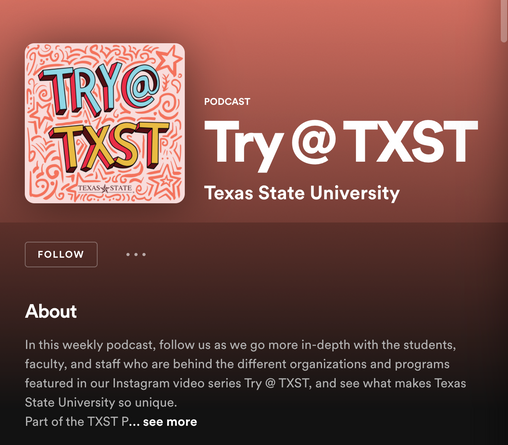 TRY@
TXST
TEXAS STATE
PODCAST
Try @ TXST
Texas State University
FOLLOW
About
In this weekly podcast, follow us as we go more in-depth with the students,
faculty, and staff who are behind the different organizations and programs
featured in our Instagram video series Try @ TXST, and see what makes Texas
State University so unique.
Part of the TXST P... see more